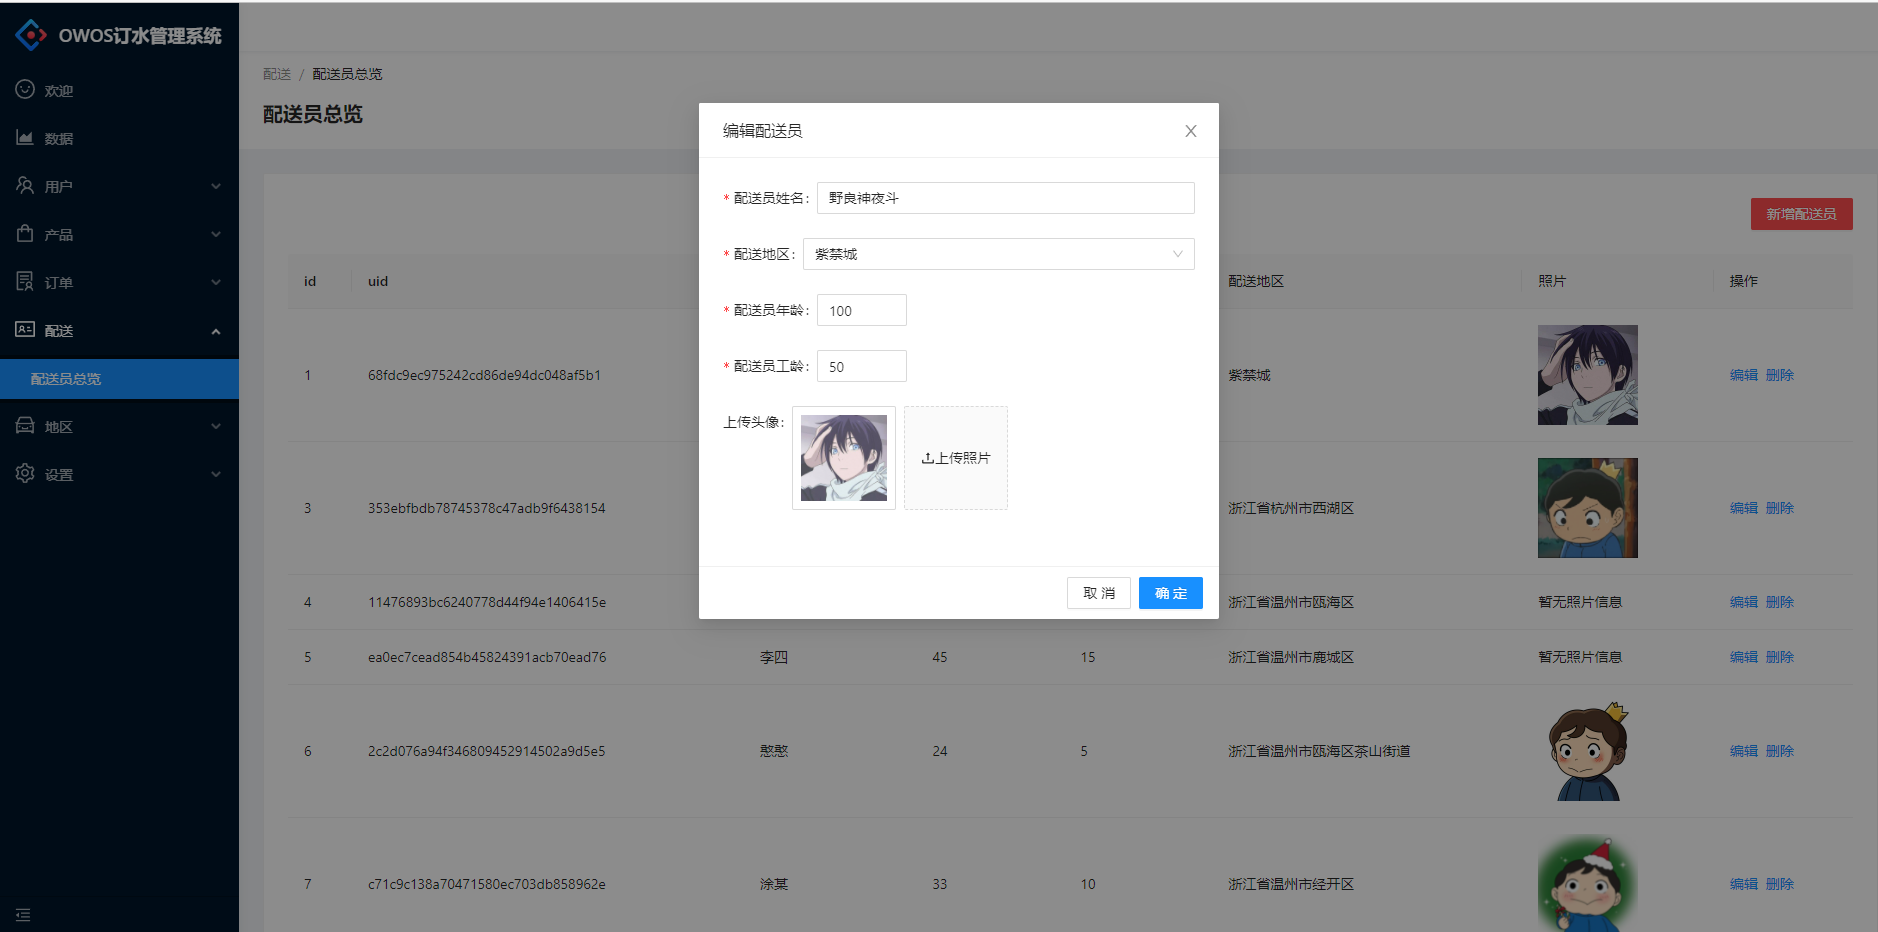 OWOS订水管理系统
欢迎
数据
用户
产品
订单
配送
配送员总览
地区
设置
配送 / 配送员总览
配送员总览
新增配送员
id uid 配送地区 照片 操作
1 68fdc9ec975242cd86de94dc048af5b1 紫禁城 编辑 删除
3 353ebfbdb78745378c47adb9f6438154 浙江省杭州市西湖区 编辑 删除
4 11476893bc6240778d44f94e1406415e 浙江省温州市瓯海区 暂无照片信息 编辑 删除
5 ea0ec7cead854b45824391acb70ead76 李四 45 15 浙江省温州市鹿城区 暂无照片信息 编辑 删除
6 2c2d076a94f346809452914502a9d5e5 憨憨 24 5 浙江省温州市瓯海区茶山街道 编辑 删除
7 c71c9c138a70471580ec703db858962e 涂某 33 10 浙江省温州市经开区 编辑 删除
编辑配送员
* 配送员姓名: 野良神夜斗
* 配送地区: 紫禁城
* 配送员年龄: 100
* 配送员工龄: 50
上传头像: 上传照片
取 消 确 定